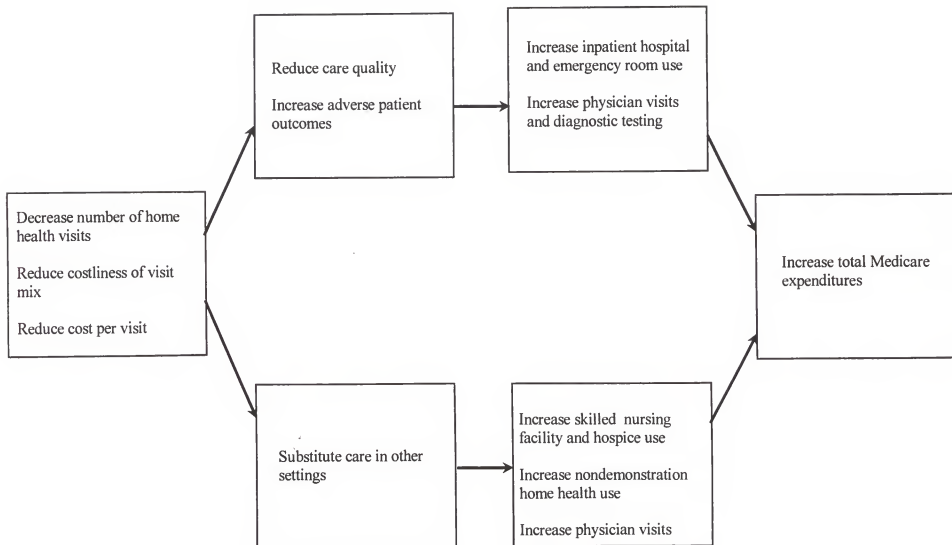 Reduce care quality
Increase adverse patient
outcomes
Increase inpatient hospital
and emergency room use
Increase physician visits
and diagnostic testing
Decrease number of home
health visits
Reduce costliness of visit
mix
Reduce cost per visit
Increase total Medicare
expenditures
Substitute care in other
settings
Increase skilled nursing
facility and hospice use
Increase nondemonstration
home health use
Increase physician visits